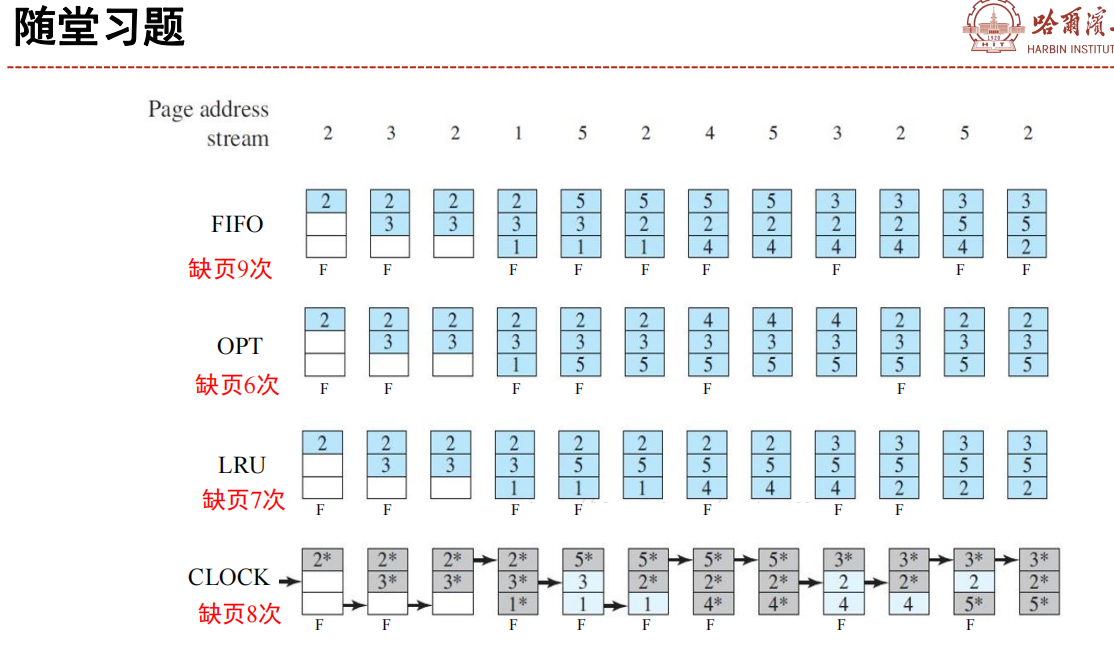 随堂习题
哈爾濱
1920
HIT
HARBIN INSTITUT
Page address
stream 2 3 2 1 5 2 4 5 3 2 5 2
2 2 2 2 5 5 5 5 3 3 3 3
FIFO 3 3 3 3 2 2 2 2 2 5 5
1 1 1 4 4 4 4 4 2
缺页9次 F F F F F F F F F
2 2 2 2 2 2 4 4 4 2 2 2
OPT 3 3 3 3 3 3 3 3 3 3 3
1 5 5 5 5 5 5 5 5
缺页6次 F F F F F F
2 2 2 2 2 2 2 2 3 3 3 3
LRU 3 3 3 5 5 5 5 5 5 5 5
1 1 1 4 4 4 2 2 2
缺页7次 F F F F F F F
2* 2* 2* 2* 5* 5* 5* 5* 3* 3* 3* 3*
CLOCK 3* 3* 3* 3 2* 2* 2* 2 2* 2 2*
1* 1 1 4* 4* 4 4 5* 5*
缺页8次 F F F F F F F F